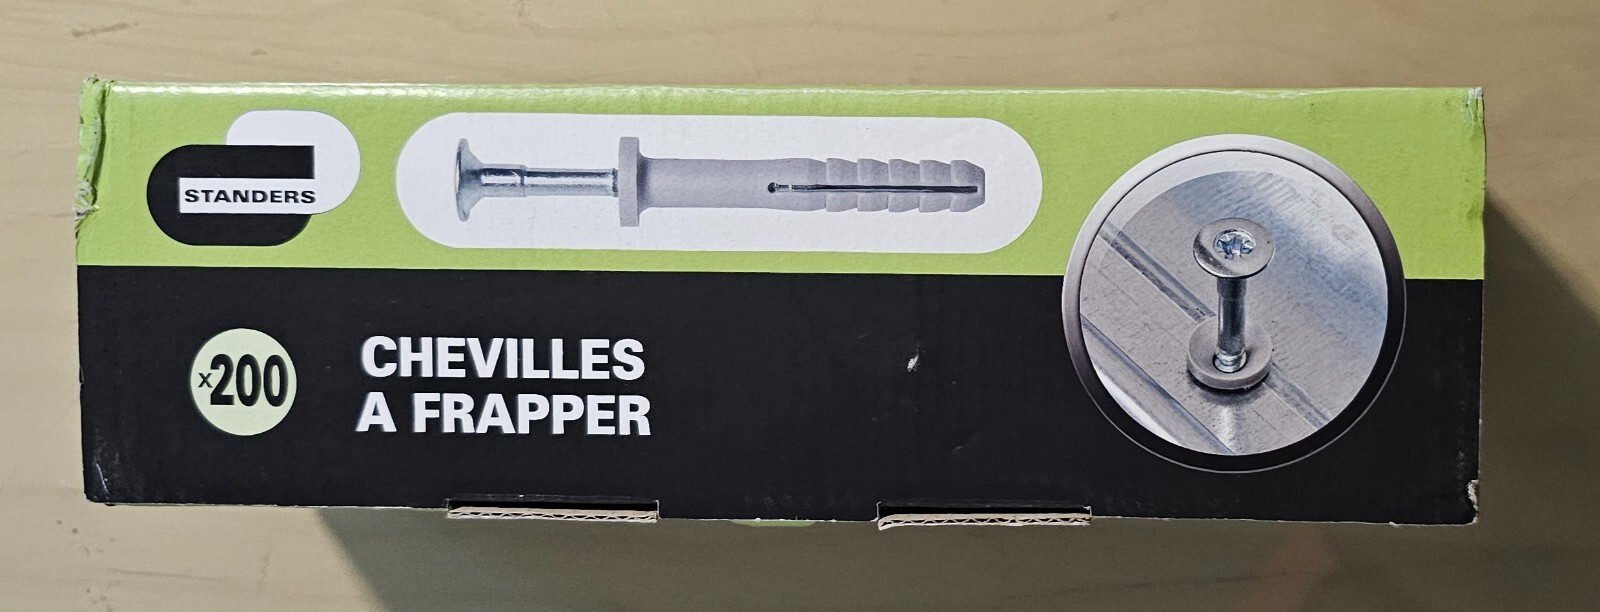 STANDERS
x200
CHEVILLES
A FRAPPER